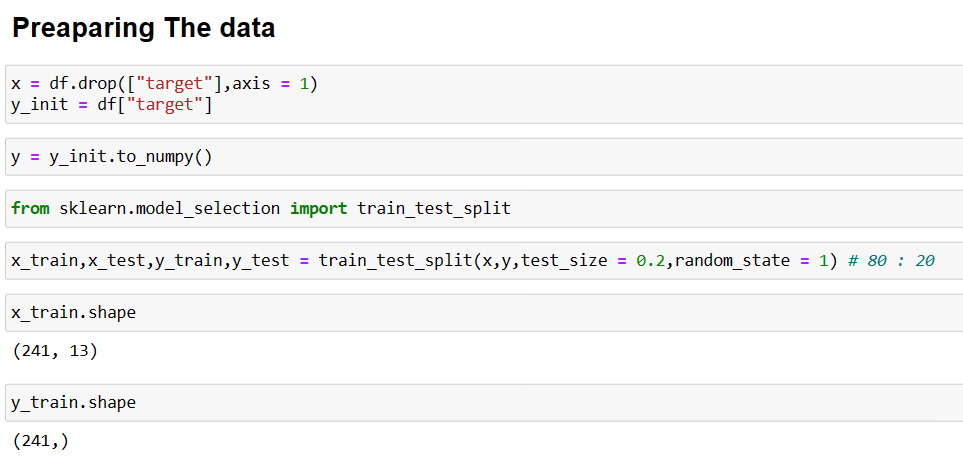 Preaparing The data
x = df.drop(["target"],axis = 1)
y_init = df["target"]
y = y_init.to_numpy()
from sklearn.model_selection import train_test_split
x_train,x_test,y_train,y_test = train_test_split(x,y,test_size = 0.2,random_state = 1) # 80 : 20
x_train.shape
(241, 13)
y_train.shape
(241,)